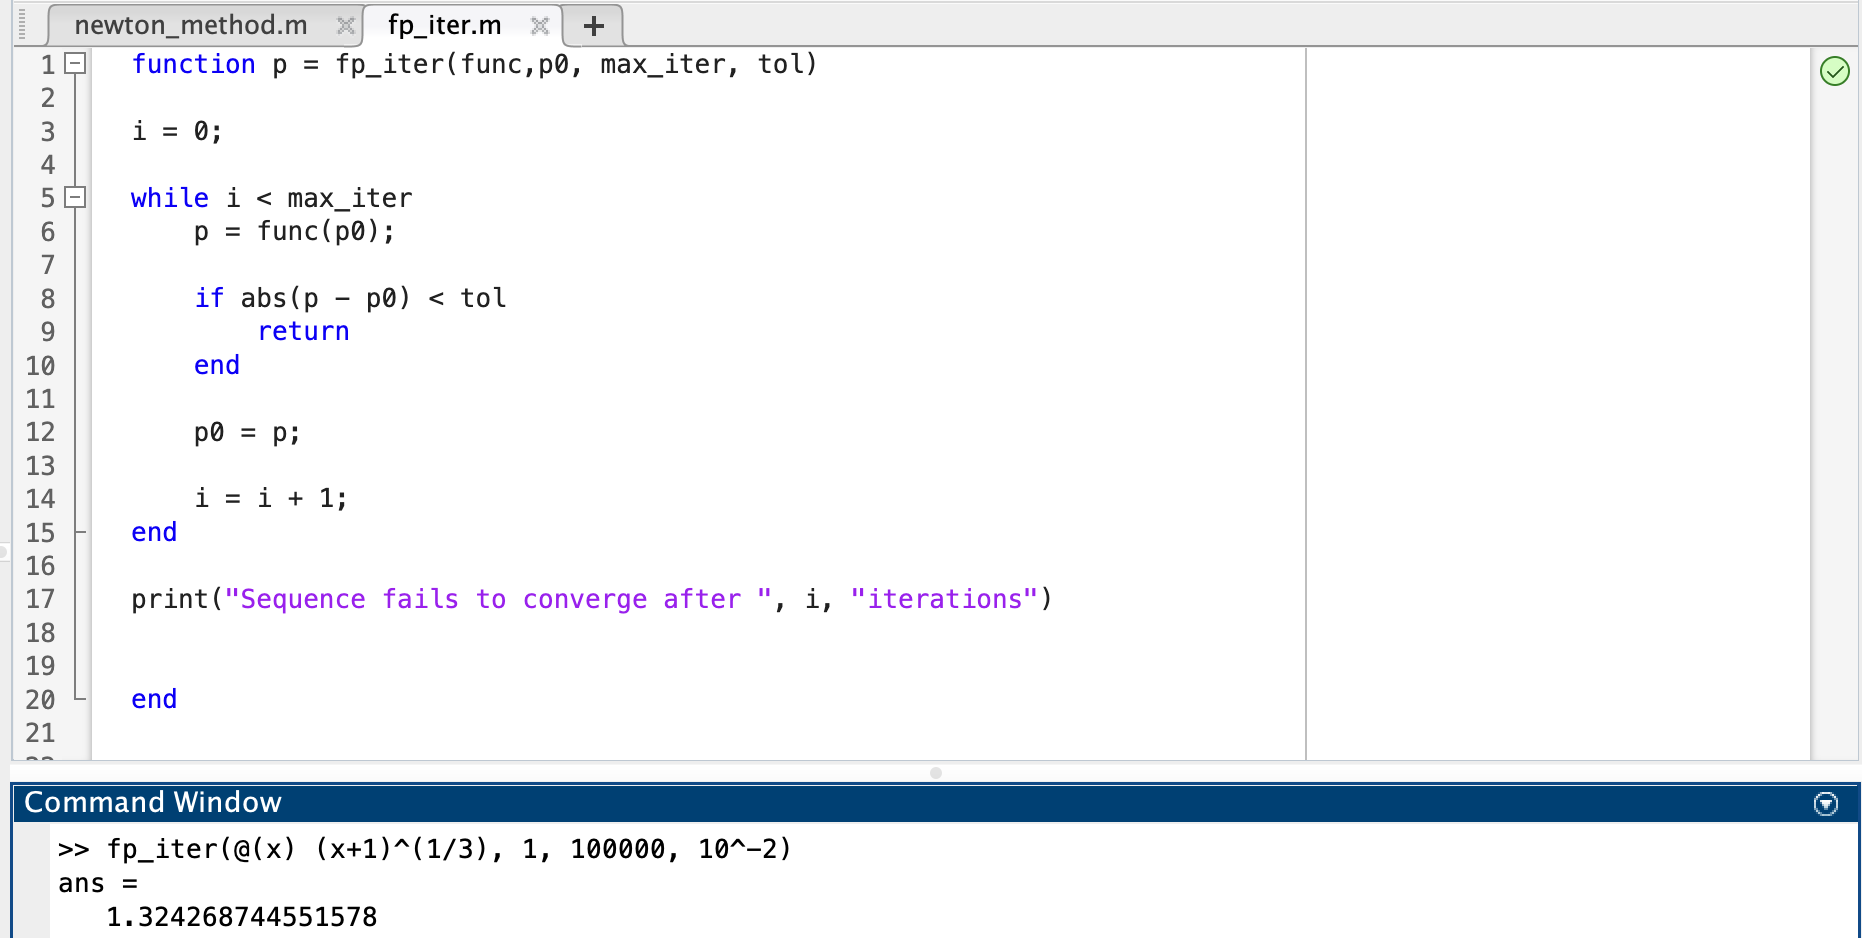 newton_method.m fp_iter.m +
1 function p = fp_iter(func,p0, max_iter, tol)
2
3 i = 0;
4
5 while i < max_iter
6 p = func(p0);
7
8 if abs(p - p0) < tol
9 return
10 end
11
12 p0 = p;
13
14 i = i + 1;
15 end
16
17 print("Sequence fails to converge after ", i, "iterations")
18
19
20 end
21
Command Window
>> fp_iter(@(x) (x+1)^(1/3), 1, 100000, 10^-2)
ans =
1.324268744551578